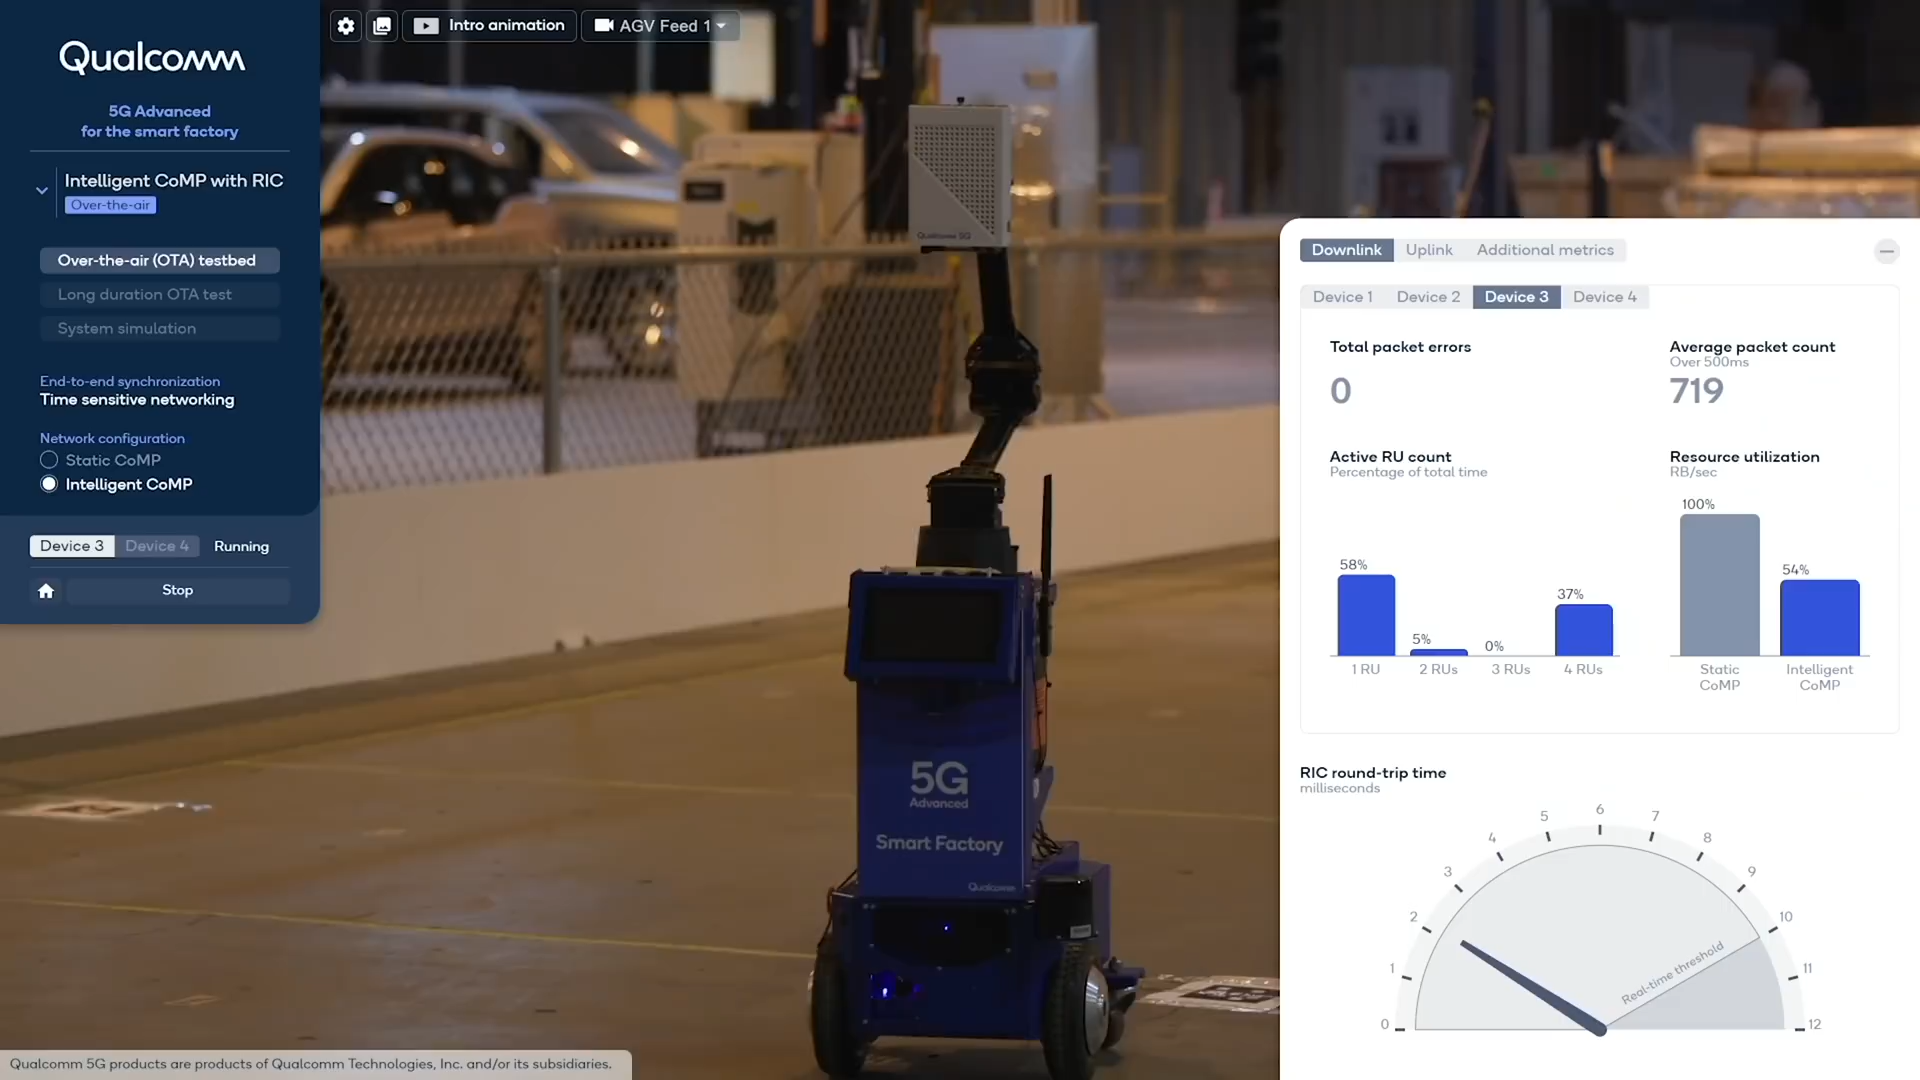 Qualcomm
5G Advanced
for the smart factory
Intelligent CoMP with RIC
Over-the-air
Over-the-air (OTA) testbed
Long duration OTA test
System simulation
End-to-end synchronization
Time sensitive networking
Network configuration
Static CoMP
Intelligent CoMP
Device 3 Device 4 Running
Stop
Intro animation
AGV Feed 1
Qualcomm 5G
5G
Advanced
Smart Factory
Qualcomm
Downlink Uplink Additional metrics
Device 1 Device 2 Device 3 Device 4
Total packet errors
0
Average packet count
Over 500ms
719
Active RU count
Percentage of total time
58%
5%
0%
37%
1 RU 2 RUs 3 RUs 4 RUs
Resource utilization
RB/sec
100%
54%
Static
CoMP
Intelligent
CoMP
RIC round-trip time
milliseconds
0
1
2
3
4
5
6
7
8
9
10
11
12
Real-time threshold
Qualcomm 5G products are products of Qualcomm Technologies, Inc. and/or its subsidiaries.